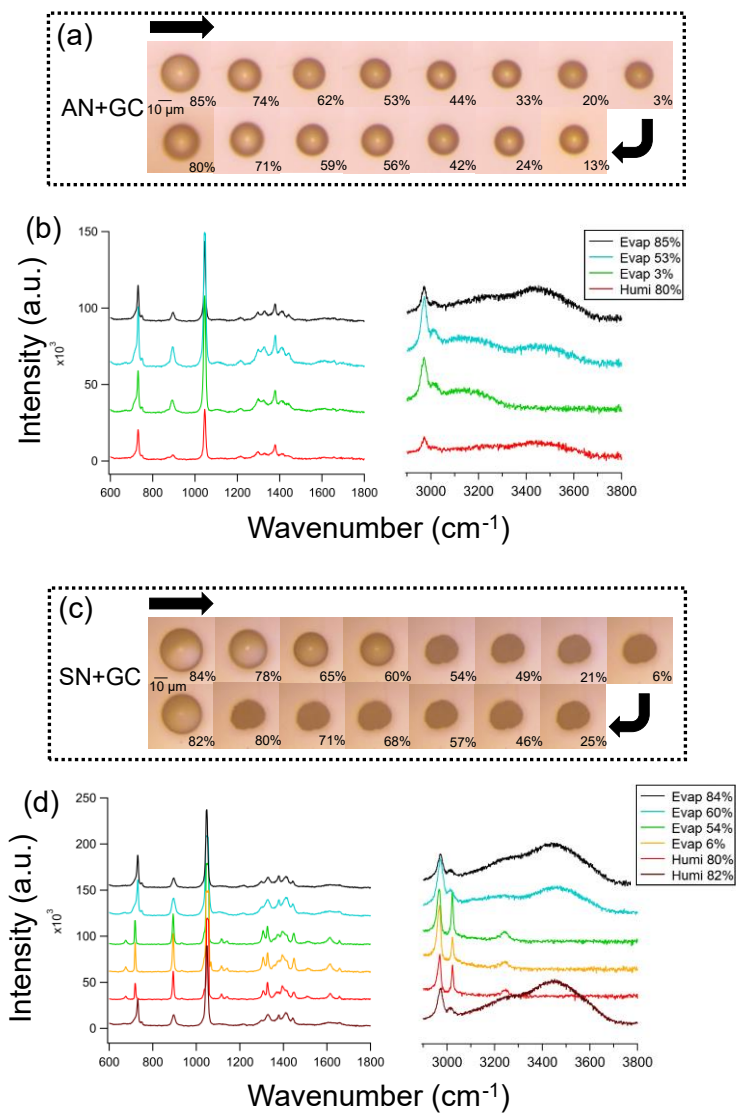 (a)
AN+GC
10 μm
85% 74% 62% 53% 44% 33% 20% 3%
80% 71% 59% 56% 42% 24% 13%
(b)
Intensity (a.u.)
x10³
150
100
50
0
600 800 1000 1200 1400 1600 1800
3000 3200 3400 3600 3800
Evap 85%
Evap 53%
Evap 3%
Humi 80%
Wavenumber (cm⁻¹)
(c)
SN+GC
10 μm
84% 78% 65% 60% 54% 49% 21% 6%
82% 80% 71% 68% 57% 46% 25%
(d)
Intensity (a.u.)
x10³
250
200
150
100
50
0
600 800 1000 1200 1400 1600 1800
3000 3200 3400 3600 3800
Evap 84%
Evap 60%
Evap 54%
Evap 6%
Humi 80%
Humi 82%
Wavenumber (cm⁻¹)